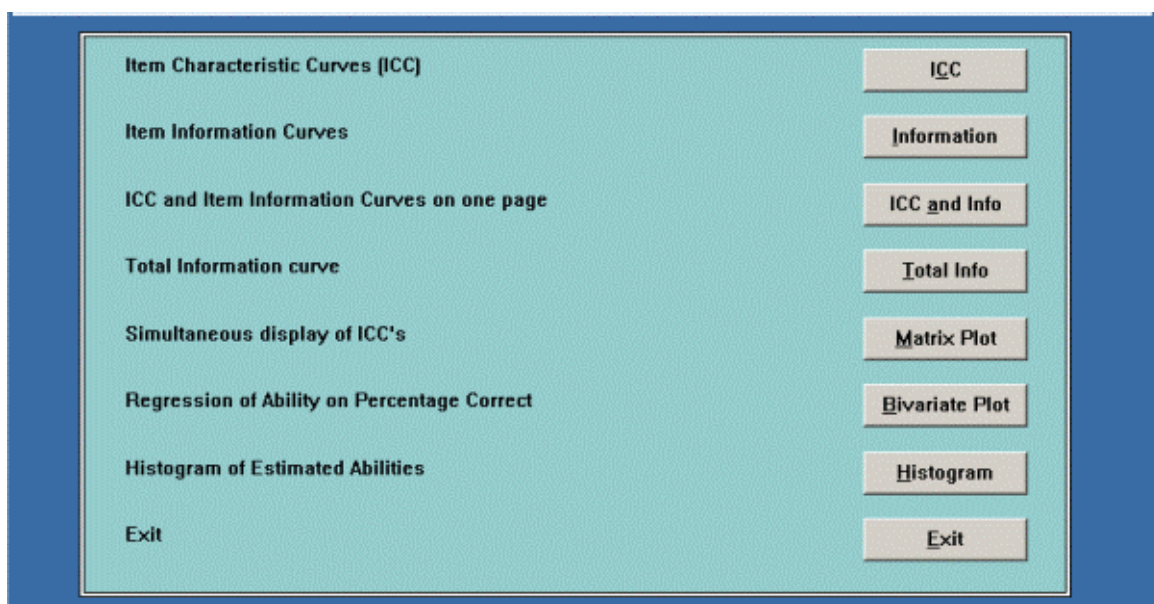 Item Characteristic Curves (ICC) ICC
Item Information Curves Information
ICC and Item Information Curves on one page ICC and Info
Total Information curve Total Info
Simultaneous display of ICC's Matrix Plot
Regression of Ability on Percentage Correct Bivariate Plot
Histogram of Estimated Abilities Histogram
Exit Exit